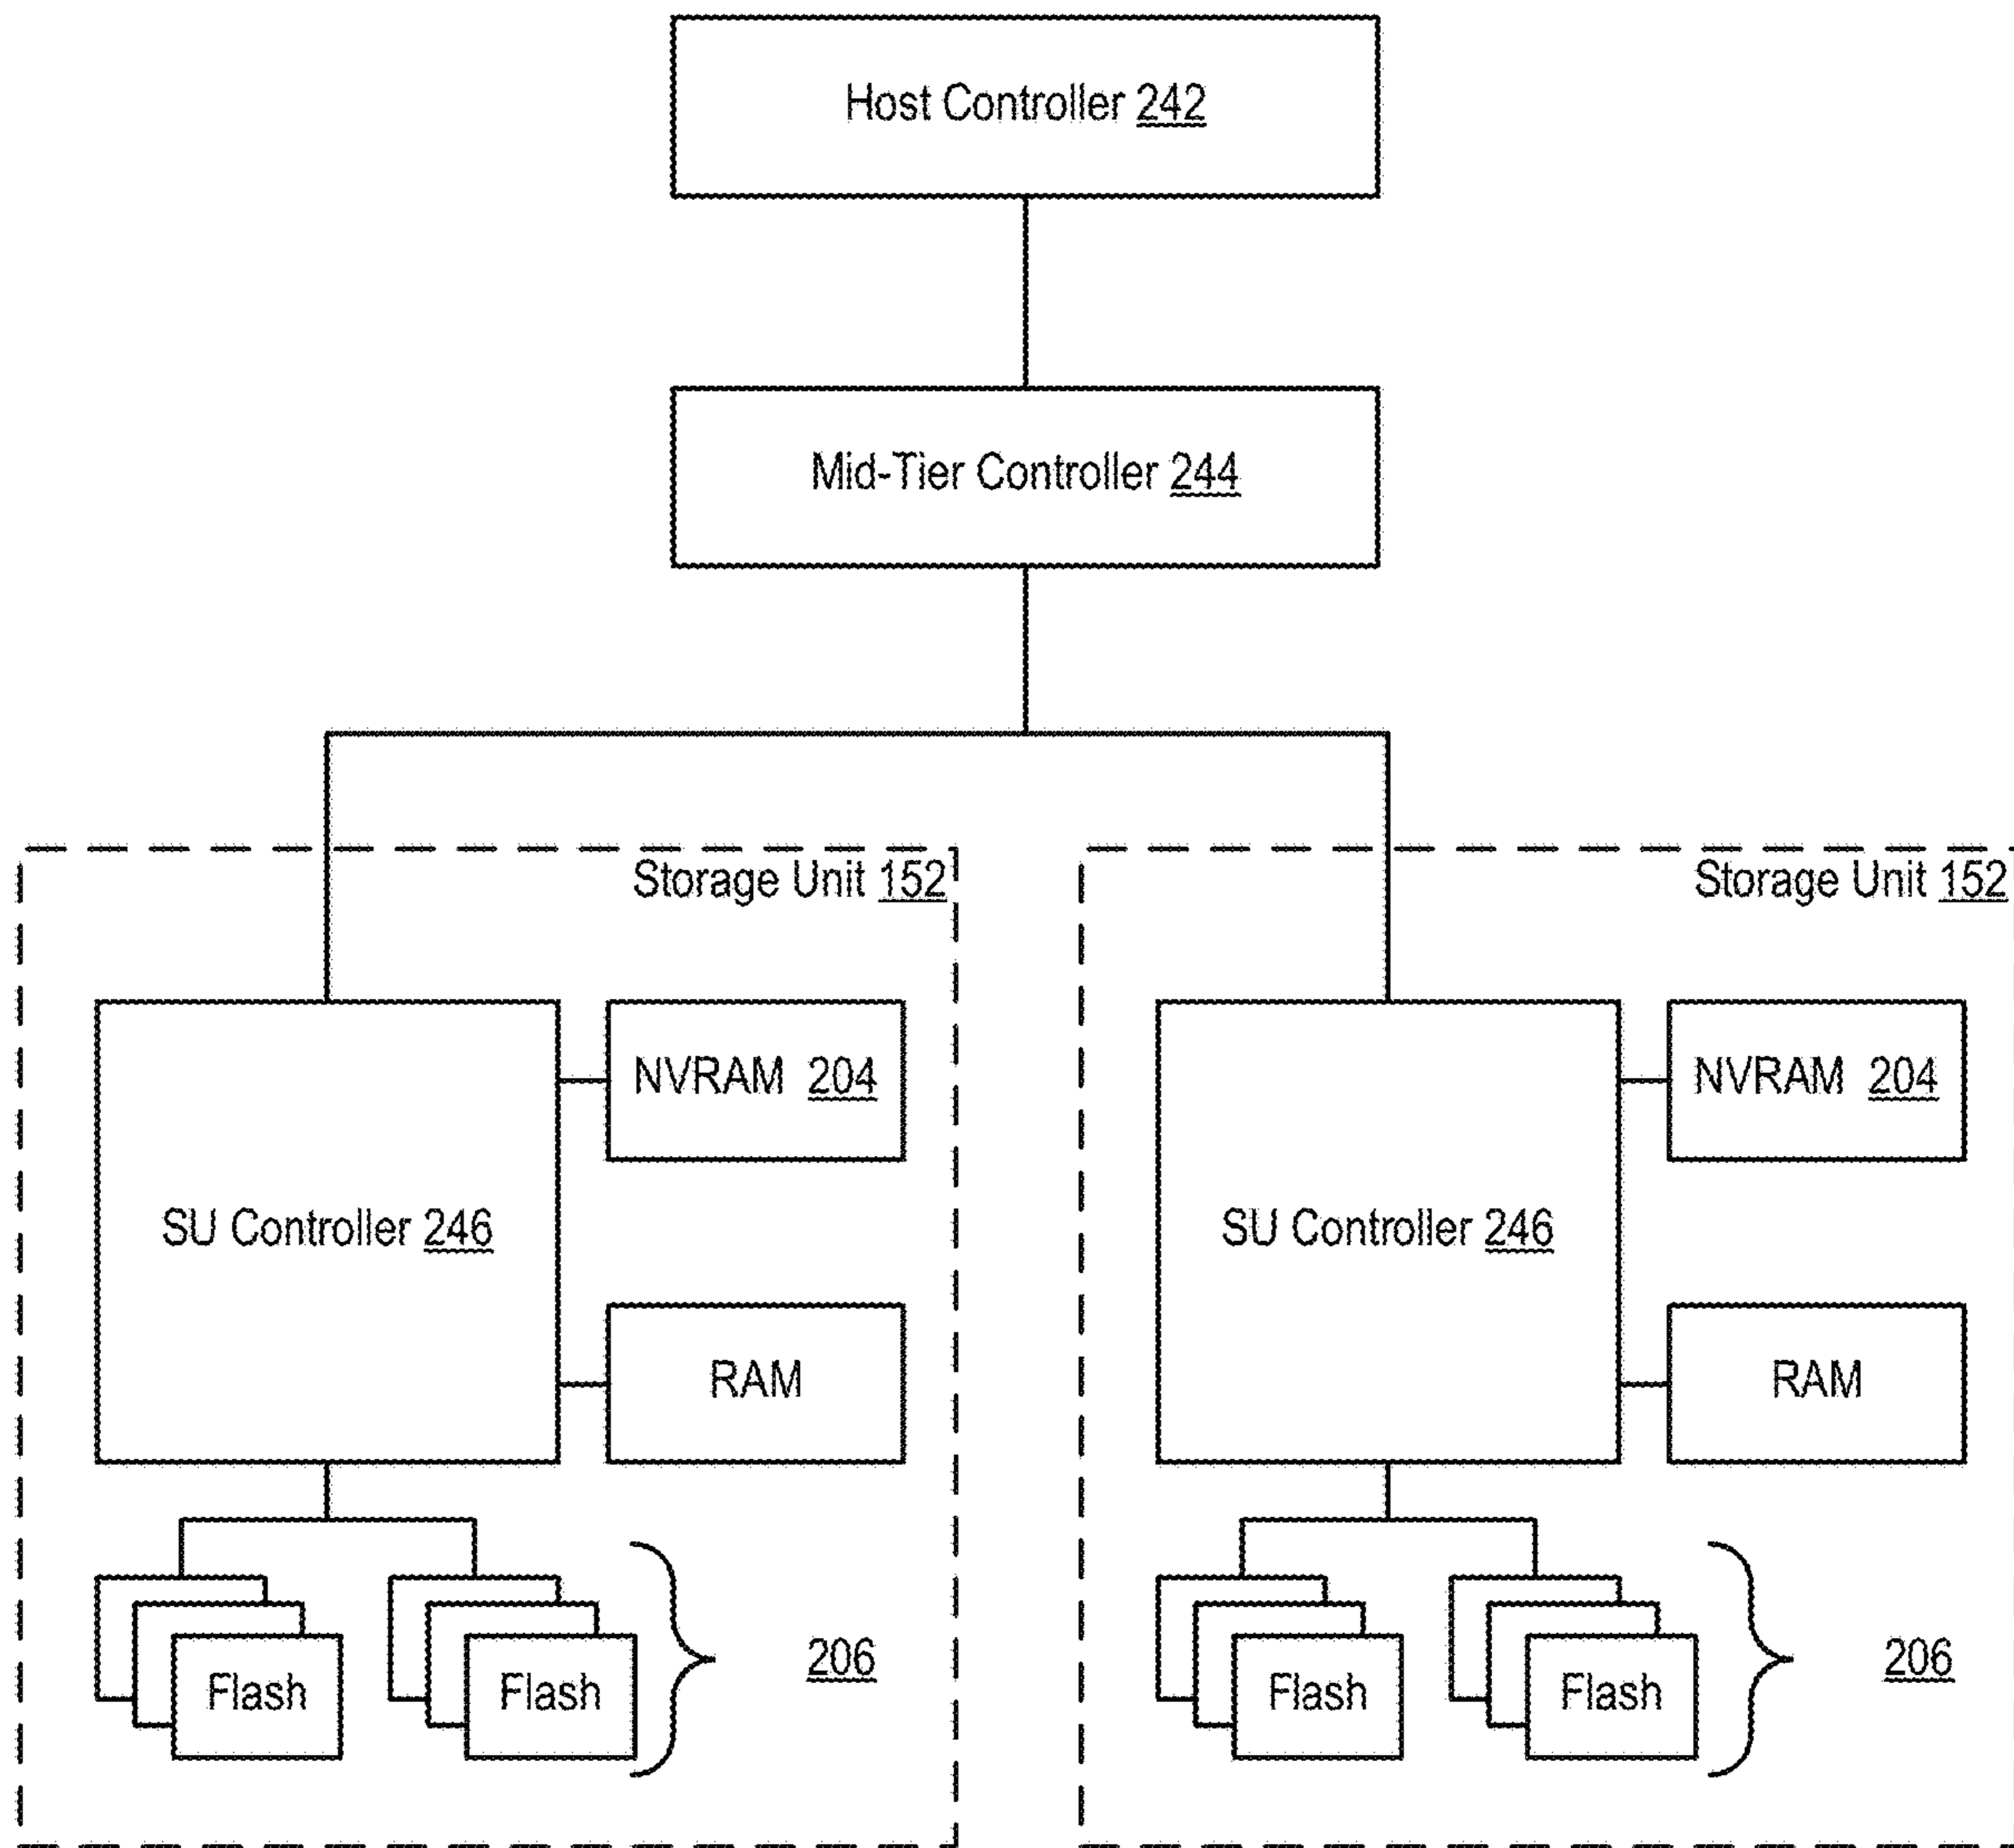 Host Controller 242
Mid-Tier Controller 244
Storage Unit 152
NVRAM 204
SU Controller 246
RAM
Flash
Flash
206
Storage Unit 152
NVRAM 204
SU Controller 246
RAM
Flash
Flash
206